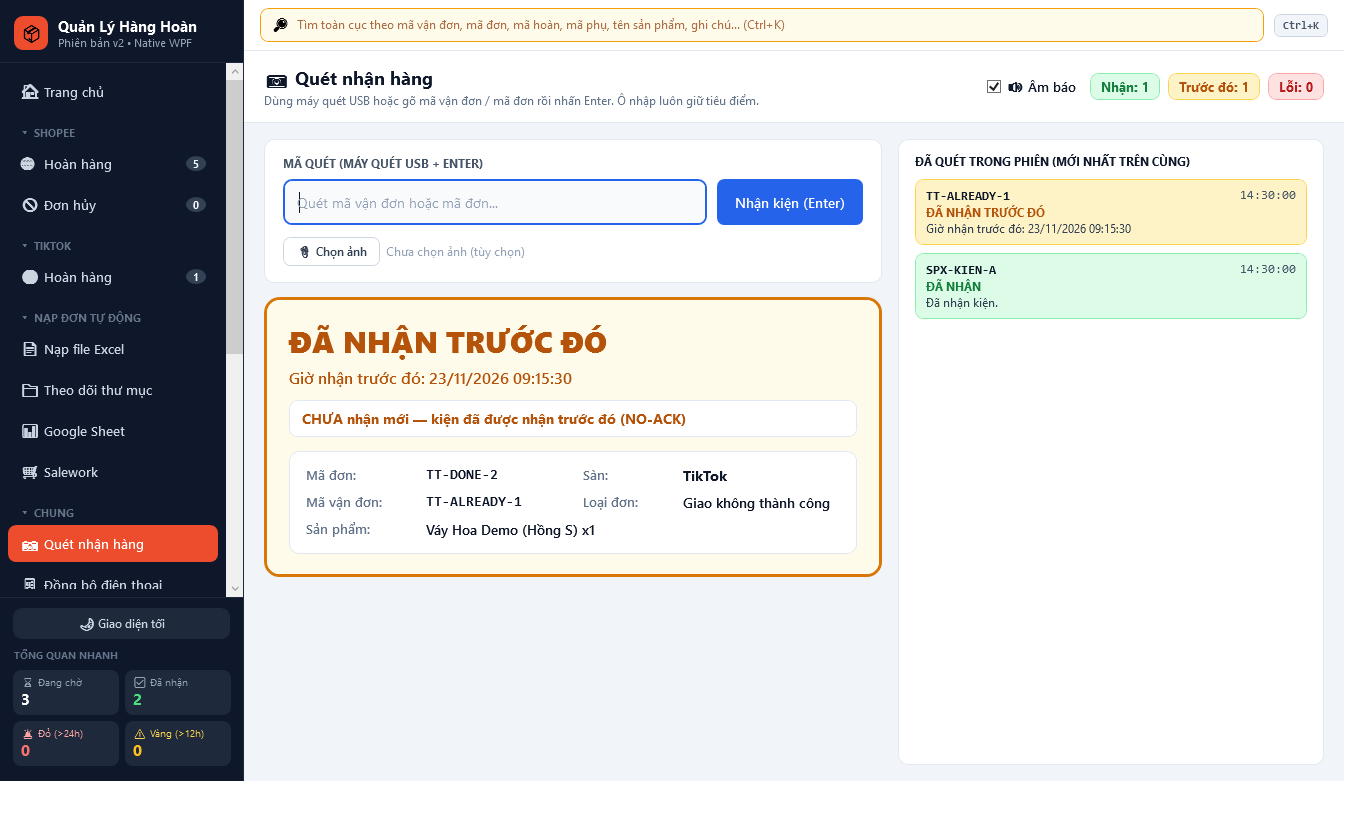 Quản Lý Hàng Hoàn
Phiên bản v2 • Native WPF
Trang chủ
SHOPEE
Hoàn hàng 5
Đơn hủy 0
TIKTOK
Hoàn hàng 1
NẠP ĐƠN TỰ ĐỘNG
Nạp file Excel
Theo dõi thư mục
Google Sheet
Salework
CHUNG
Quét nhận hàng
Đồng bộ điện thoại
Giao diện tối
TỔNG QUAN NHANH
Đang chờ
3
Đã nhận
2
Đỏ (>24h)
0
Vàng (>12h)
0
Tìm toàn cục theo mã vận đơn, mã đơn, mã hoàn, mã phụ, tên sản phẩm, ghi chú... (Ctrl+K)
Ctrl+K
Quét nhận hàng
Dùng máy quét USB hoặc gõ mã vận đơn / mã đơn rồi nhấn Enter. Ô nhập luôn giữ tiêu điểm.
Âm báo
Nhận: 1
Trước đó: 1
Lỗi: 0
MÃ QUÉT (MÁY QUÉT USB + ENTER)
Quét mã vận đơn hoặc mã đơn...
Nhận kiện (Enter)
Chọn ảnh
Chưa chọn ảnh (tùy chọn)
ĐÃ NHẬN TRƯỚC ĐÓ
Giờ nhận trước đó: 23/11/2026 09:15:30
CHƯA nhận mới — kiện đã được nhận trước đó (NO-ACK)
Mã đơn: TT-DONE-2 Sàn: TikTok
Mã vận đơn: TT-ALREADY-1 Loại đơn: Giao không thành công
Sản phẩm: Váy Hoa Demo (Hồng S) x1
ĐÃ QUÉT TRONG PHIÊN (MỚI NHẤT TRÊN CÙNG)
TT-ALREADY-1 14:30:00
ĐÃ NHẬN TRƯỚC ĐÓ
Giờ nhận trước đó: 23/11/2026 09:15:30
SPX-KIEN-A 14:30:00
ĐÃ NHẬN
Đã nhận kiện.